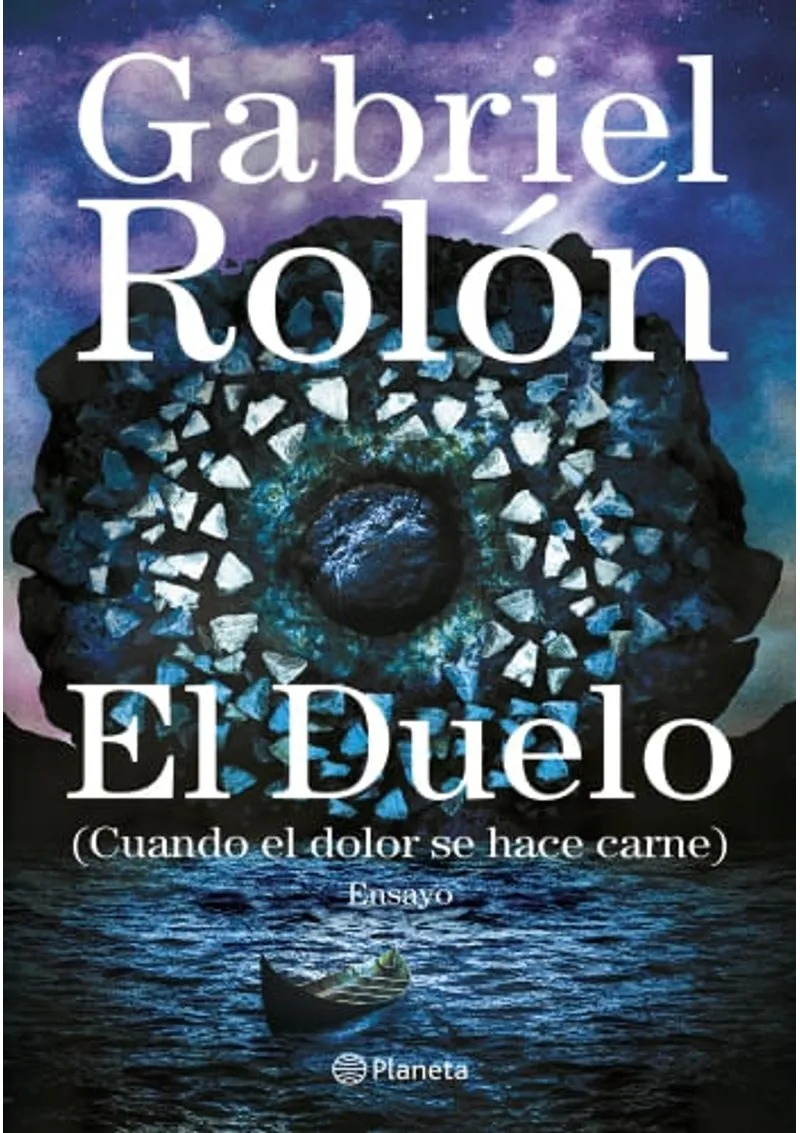 Gabriel
Rolón
El Duelo
(Cuando el dolor se hace carne)
Ensayo
Planeta